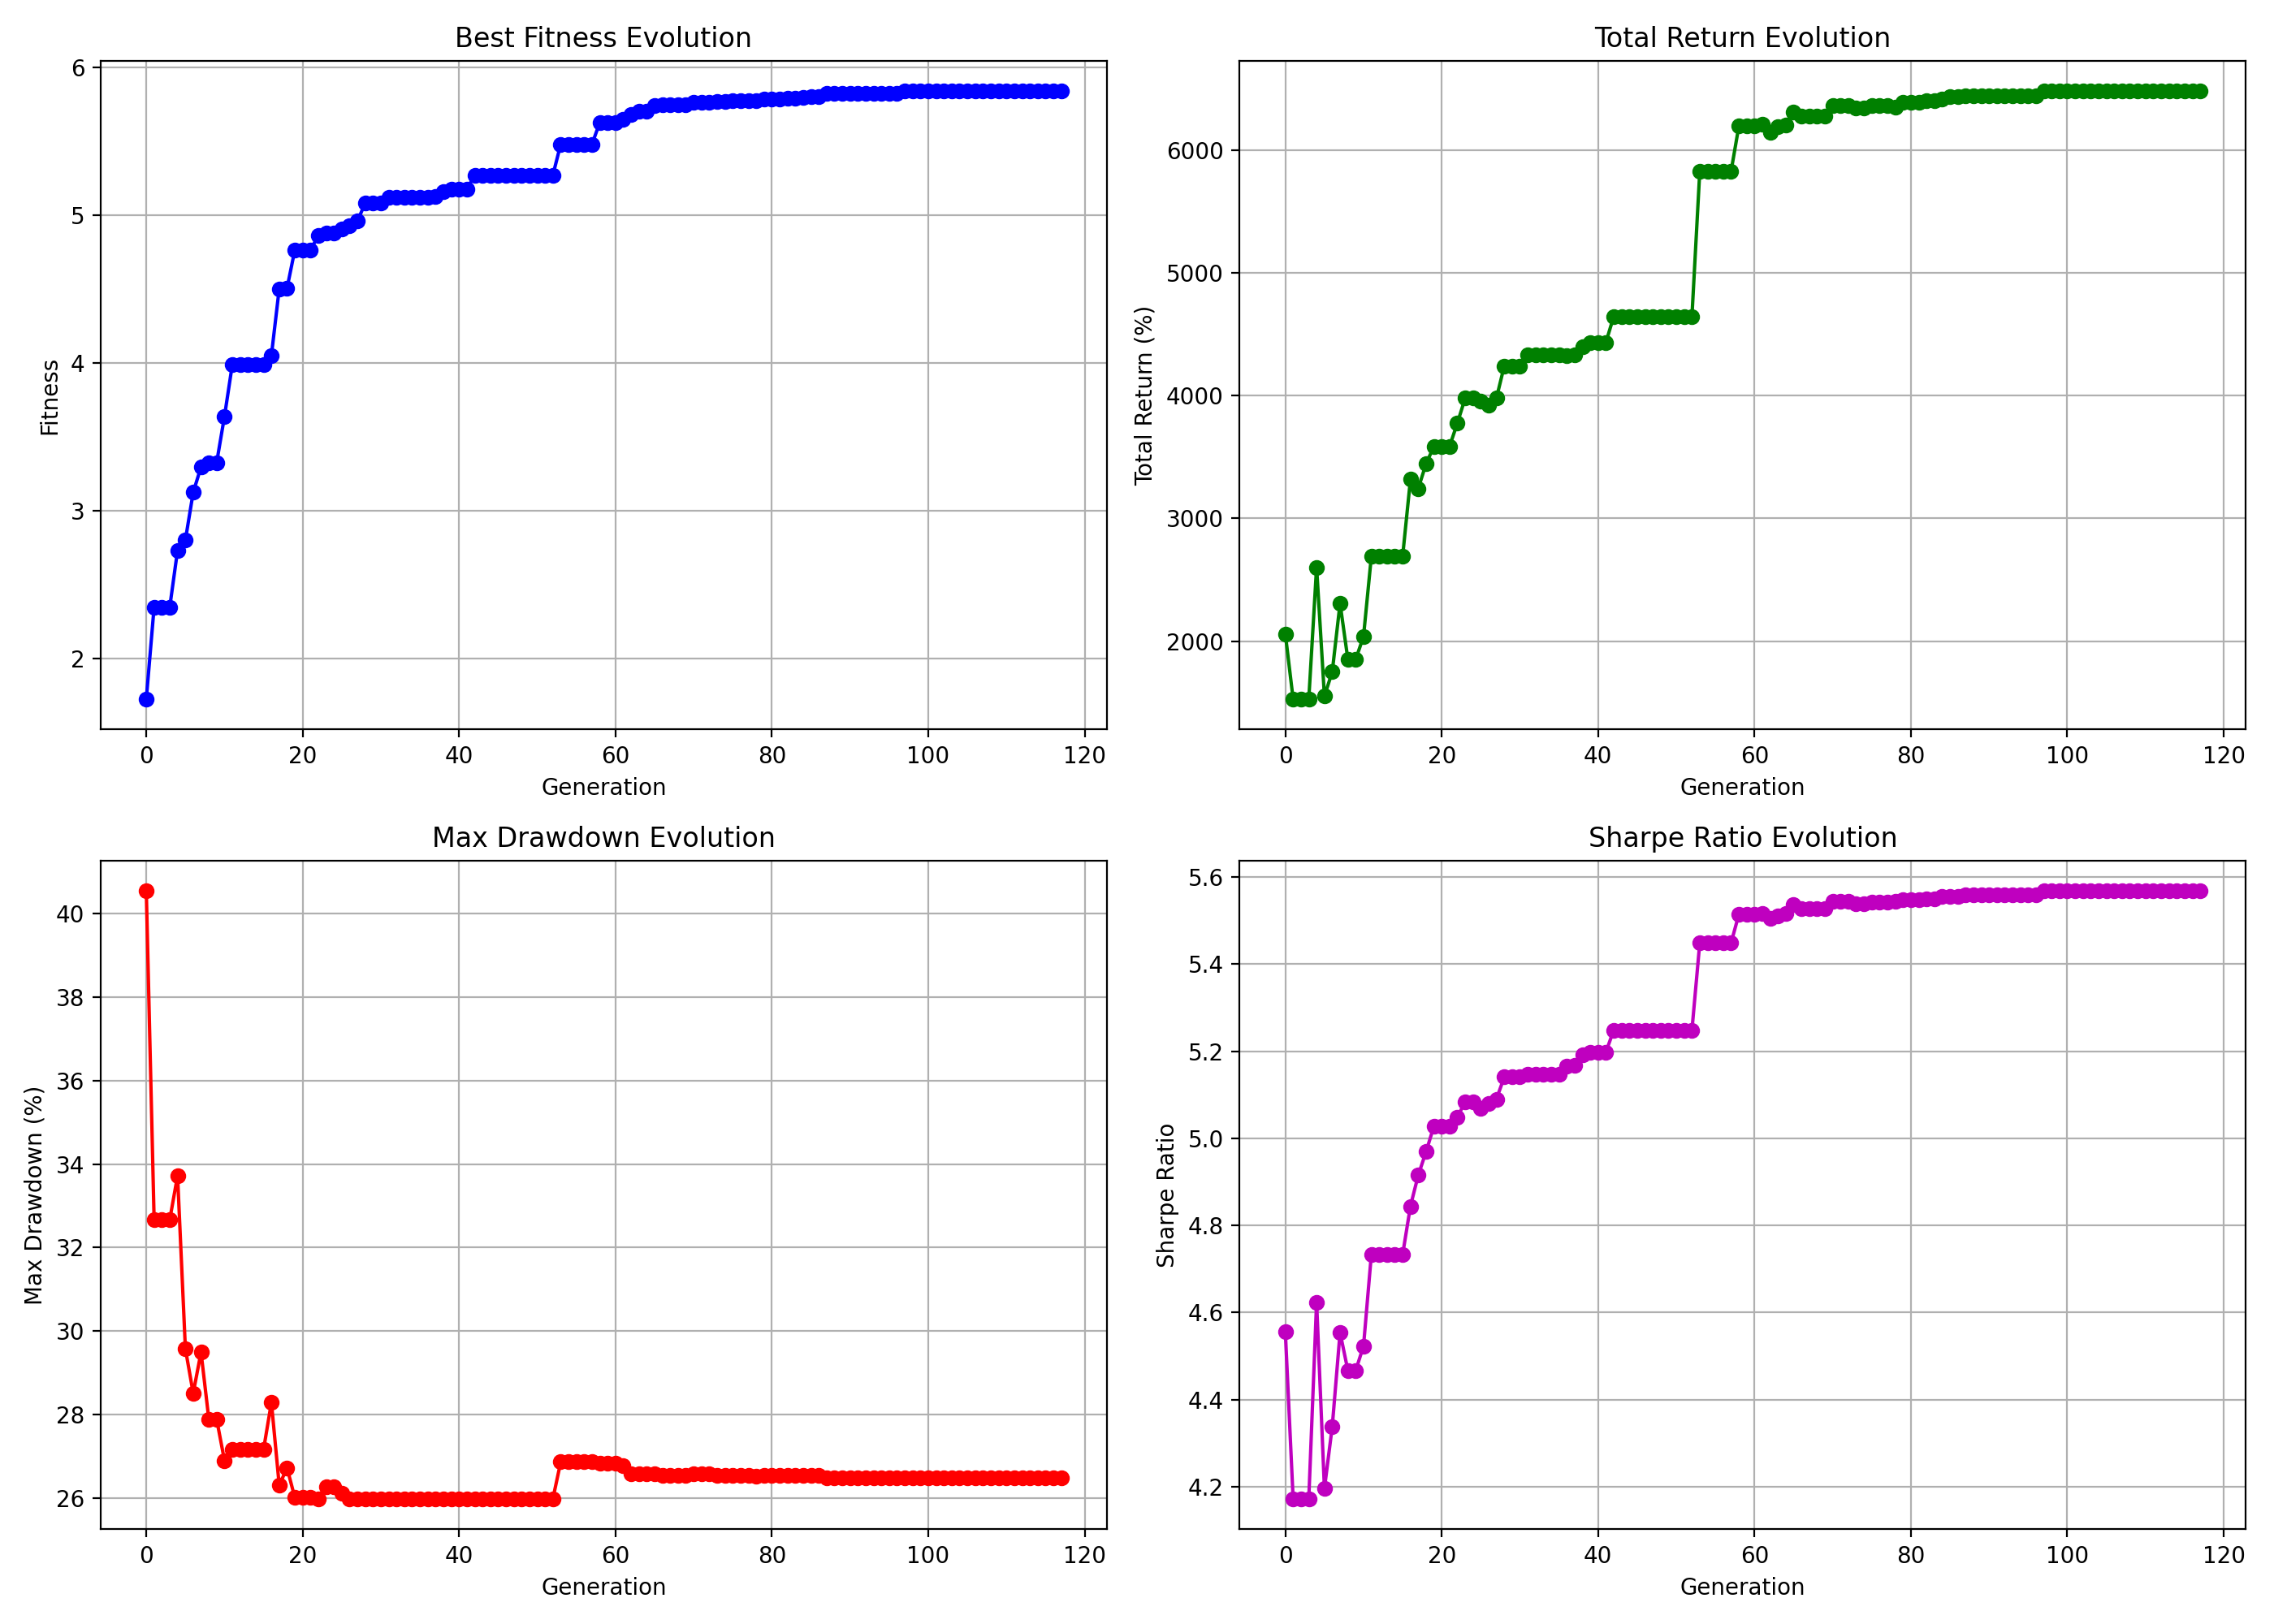 Best Fitness Evolution
6
5
4
3
2
Fitness
0 20 40 60 80 100 120
Generation
Total Return Evolution
6000
5000
4000
3000
2000
Total Return (%)
0 20 40 60 80 100 120
Generation
Max Drawdown Evolution
40
38
36
34
32
30
28
26
Max Drawdown (%)
0 20 40 60 80 100 120
Generation
Sharpe Ratio Evolution
5.6
5.4
5.2
5.0
4.8
4.6
4.4
4.2
Sharpe Ratio
0 20 40 60 80 100 120
Generation